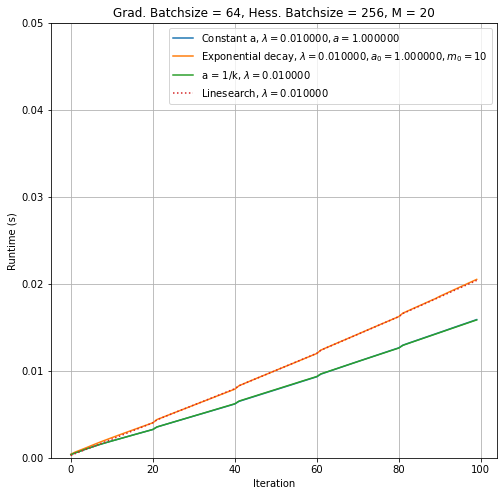 Grad. Batchsize = 64, Hess. Batchsize = 256, M = 20
Constant a, λ = 0.010000, a = 1.000000
Exponential decay, λ = 0.010000, a₀ = 1.000000, m₀ = 10
a = 1/k, λ = 0.010000
Linesearch, λ = 0.010000
0.05
0.04
0.03
0.02
0.01
0.00
Runtime (s)
0 20 40 60 80 100
Iteration